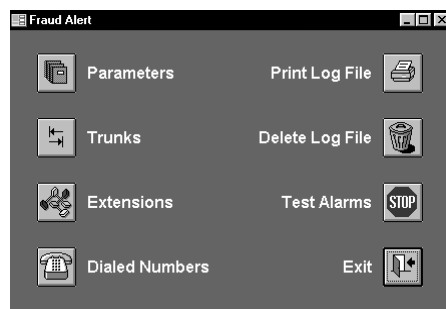 Fraud Alert
Parameters
Print Log File
Trunks
Delete Log File
Extensions
Test Alarms
STOP
Dialed Numbers
Exit